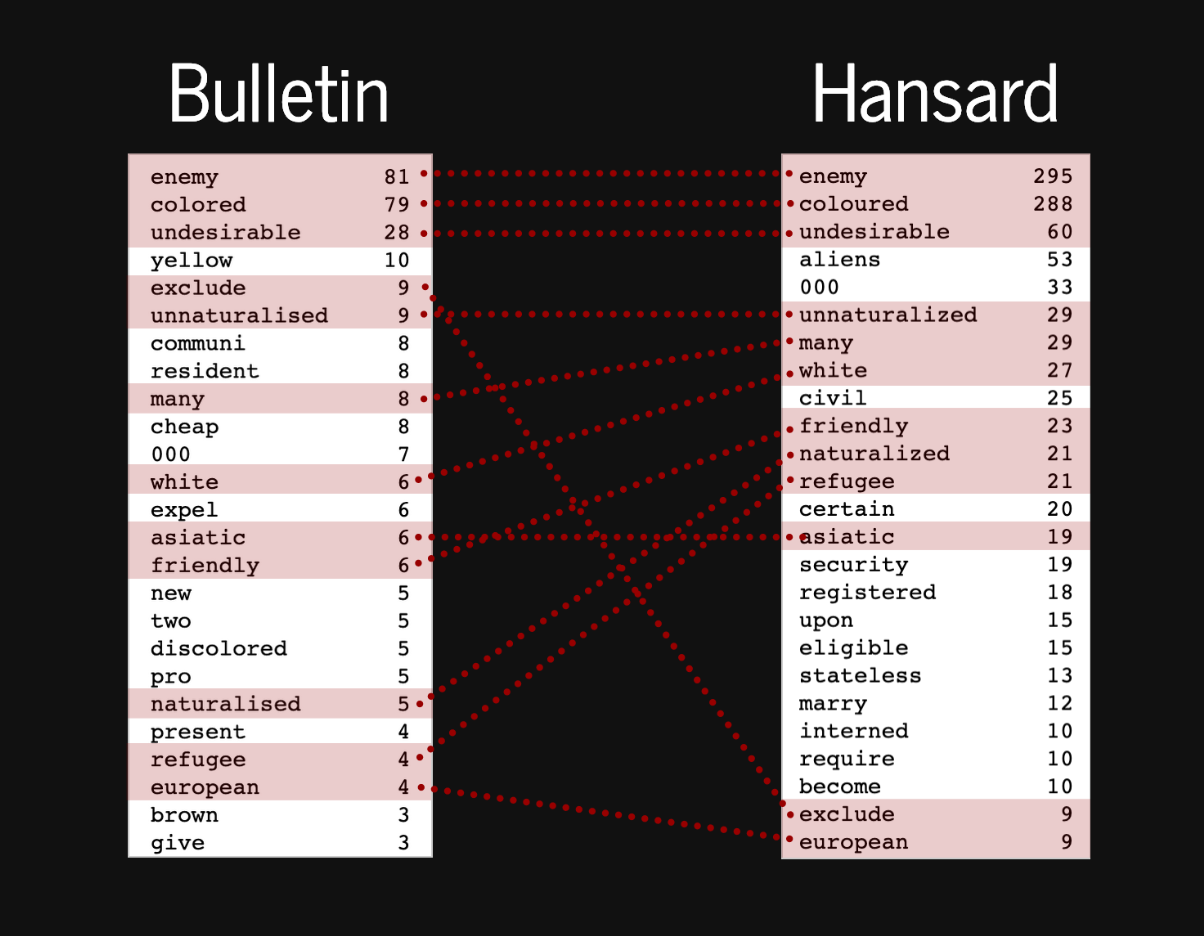 Bulletin
enemy 81
colored 79
undesirable 28
yellow 10
exclude 9
unnaturalised 9
communi 8
resident 8
many 8
cheap 8
000 7
white 6
expel 6
asiatic 6
friendly 6
new 5
two 5
discolored 5
pro 5
naturalised 5
present 4
refugee 4
european 4
brown 3
give 3
Hansard
enemy 295
coloured 288
undesirable 60
aliens 53
000 33
unnaturalized 29
many 29
white 27
civil 25
friendly 23
naturalized 21
refugee 21
certain 20
asiatic 19
security 19
registered 18
upon 15
eligible 15
stateless 13
marry 12
interned 10
require 10
become 10
exclude 9
european 9